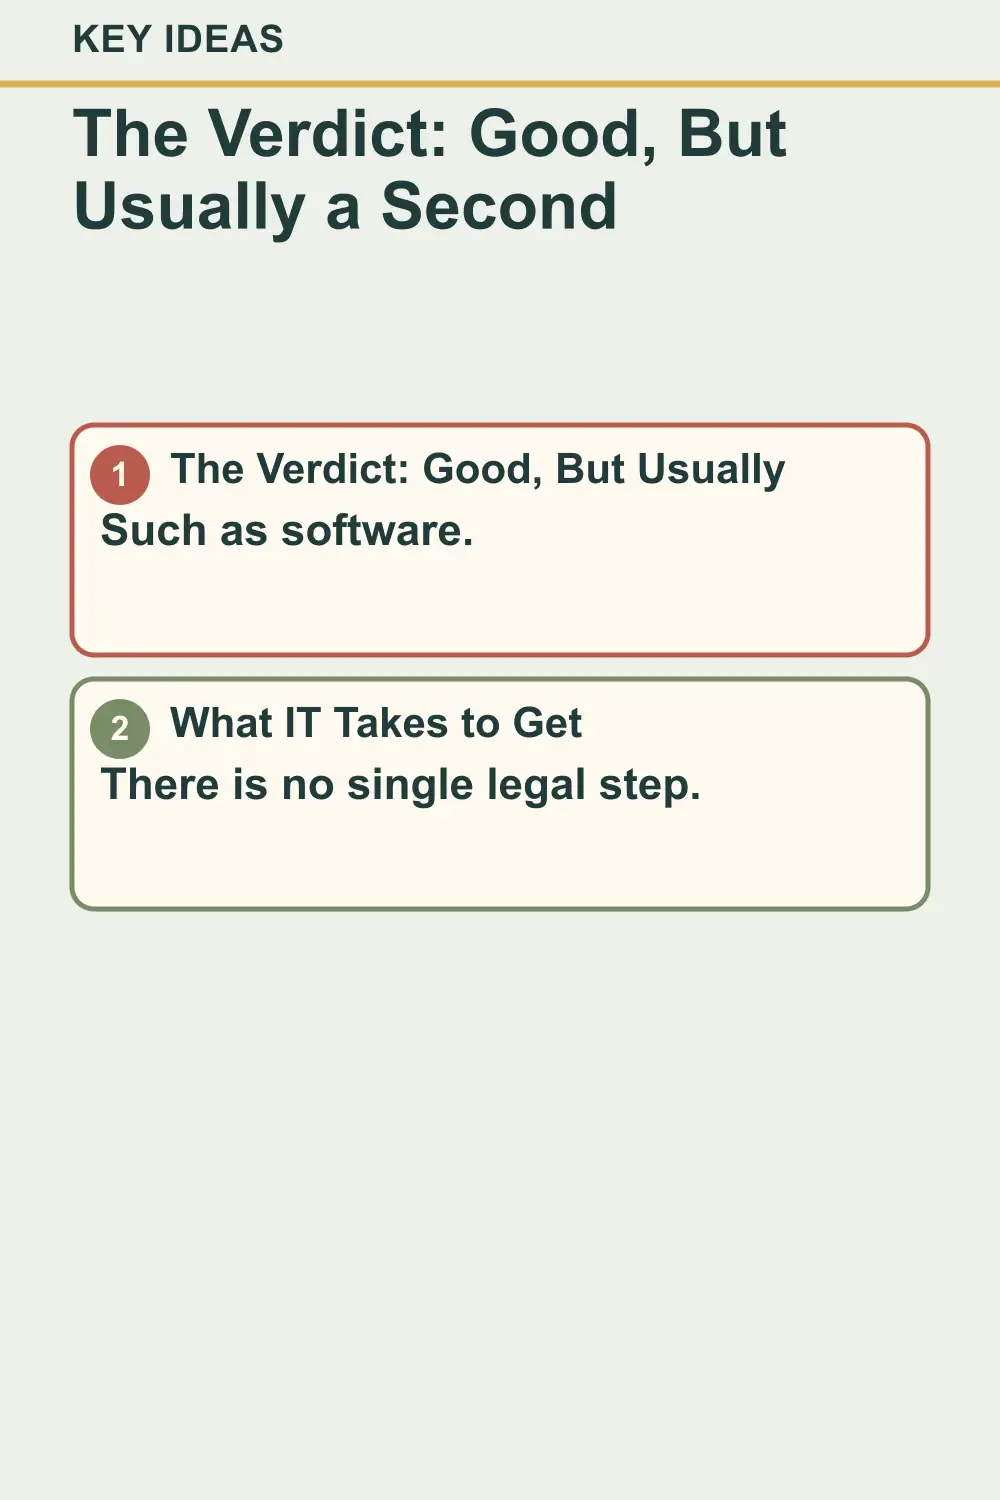 KEY IDEAS
The Verdict: Good, But
Usually a Second
1 The Verdict: Good, But Usually
Such as software.
2 What IT Takes to Get
There is no single legal step.